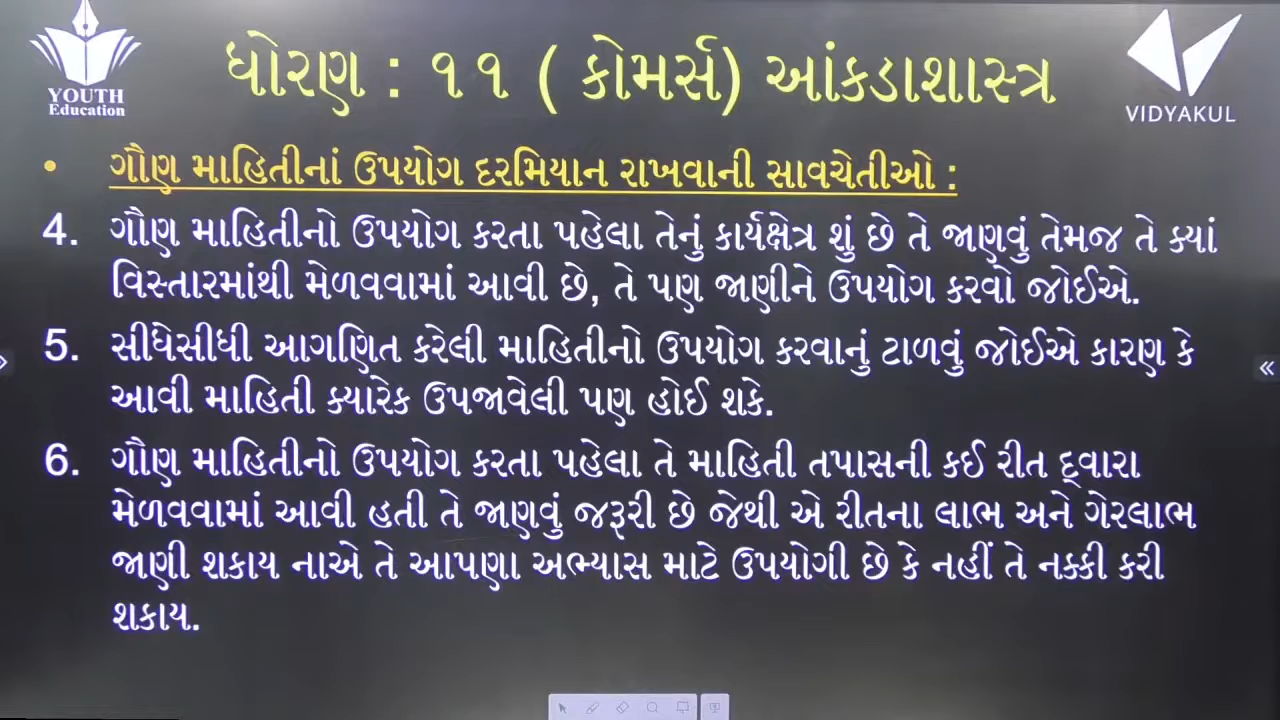 YOUTH
Education
ધોરણ : ૧૧ ( કોમર્સ) આંકડાશાસ્ત્ર
VIDYAKUL
• ગૌણ માહિતીનાં ઉપયોગ દરમિયાન રાખવાની સાવચેતીઓ :
4. ગૌણ માહિતીનો ઉપયોગ કરતા પહેલા તેનું કાર્યક્ષેત્ર શું છે તે જાણવું તેમજ તે ક્યાં
વિસ્તારમાંથી મેળવવામાં આવી છે, તે પણ જાણીને ઉપયોગ કરવો જોઈએ.
5. સીધેસીધી આગણિત કરેલી માહિતીનો ઉપયોગ કરવાનું ટાળવું જોઈએ કારણ કે
આવી માહિતી ક્યારેક ઉપજાવેલી પણ હોઈ શકે.
6. ગૌણ માહિતીનો ઉપયોગ કરતા પહેલા તે માહિતી તપાસની કઈ રીત દ્વારા
મેળવવામાં આવી હતી તે જાણવું જરૂરી છે જેથી એ રીતના લાભ અને ગેરલાભ
જાણી શકાય નાએ તે આપણા અભ્યાસ માટે ઉપયોગી છે કે નહીં તે નક્કી કરી
શકાય.